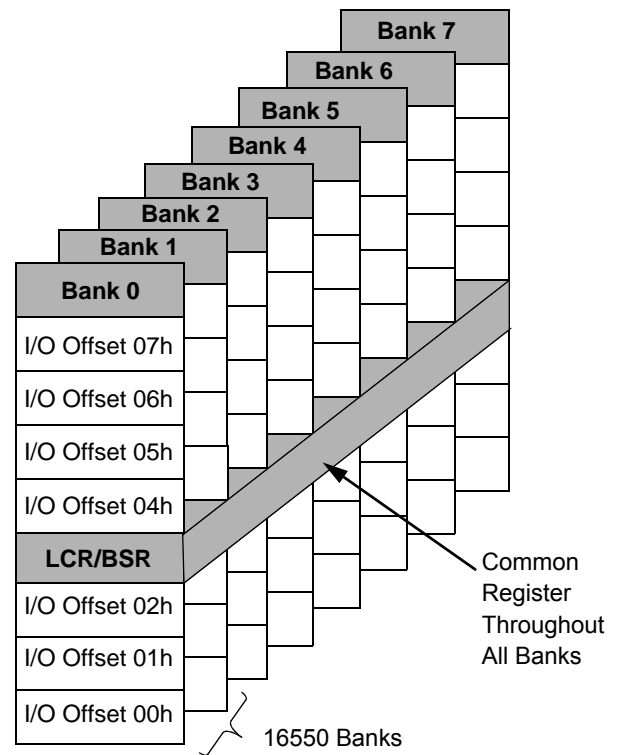 Bank 7
Bank 6
Bank 5
Bank 4
Bank 3
Bank 2
Bank 1
Bank 0
I/O Offset 07h
I/O Offset 06h
I/O Offset 05h
I/O Offset 04h
LCR/BSR
I/O Offset 02h
I/O Offset 01h
I/O Offset 00h
Common
Register
Throughout
All Banks
16550 Banks